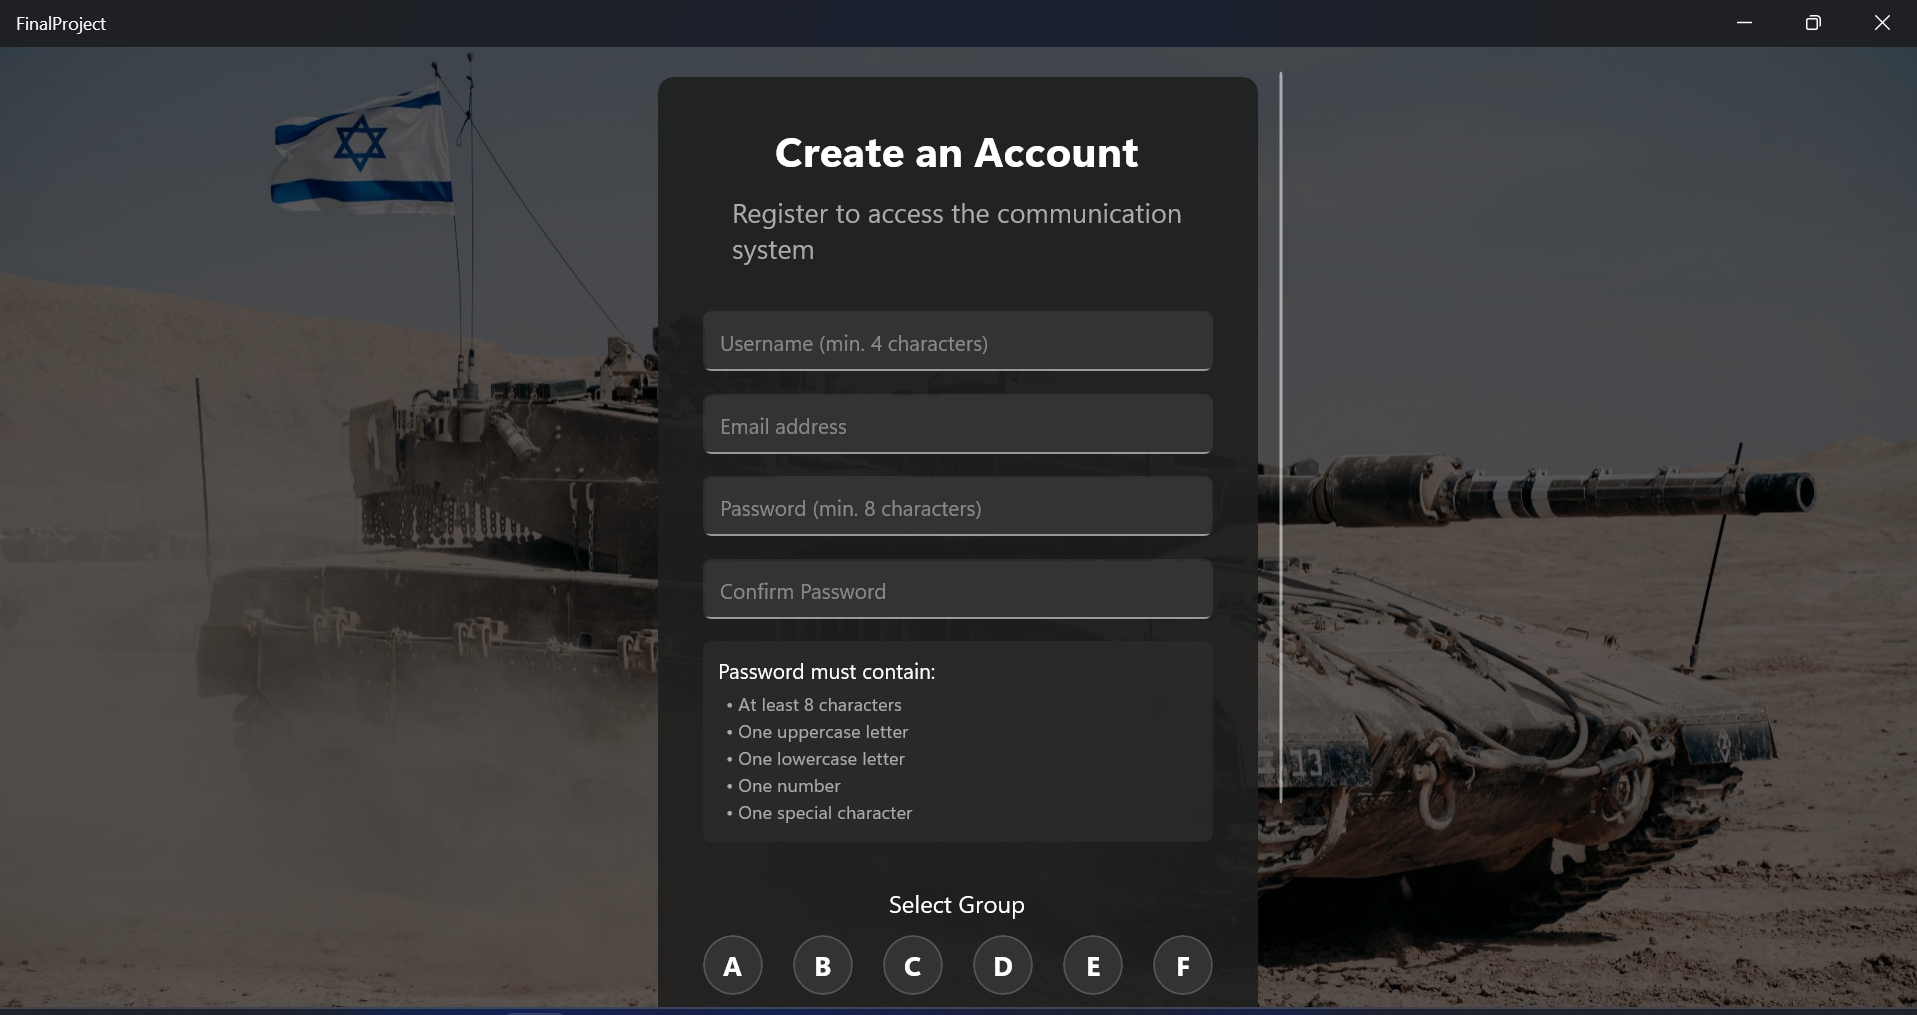 FinalProject
Create an Account
Register to access the communication
system
Username (min. 4 characters)
Email address
Password (min. 8 characters)
Confirm Password
Password must contain:
• At least 8 characters
• One uppercase letter
• One lowercase letter
• One number
• One special character
Select Group
A B C D E F